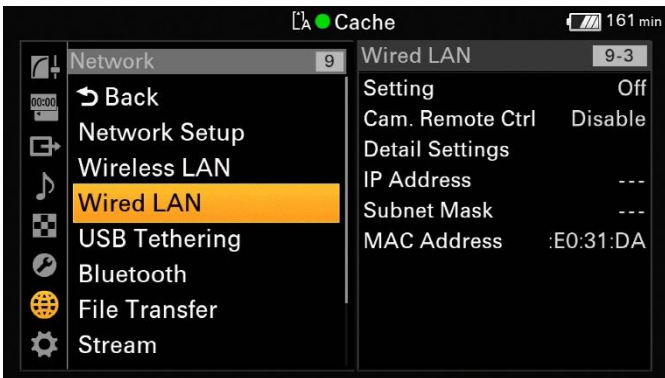 A Cache 161 min
Network 9
Back
Network Setup
Wireless LAN
Wired LAN
USB Tethering
Bluetooth
File Transfer
Stream
00:00
Wired LAN 9-3
Setting Off
Cam. Remote Ctrl Disable
Detail Settings
IP Address ---
Subnet Mask ---
MAC Address :E0:31:DA